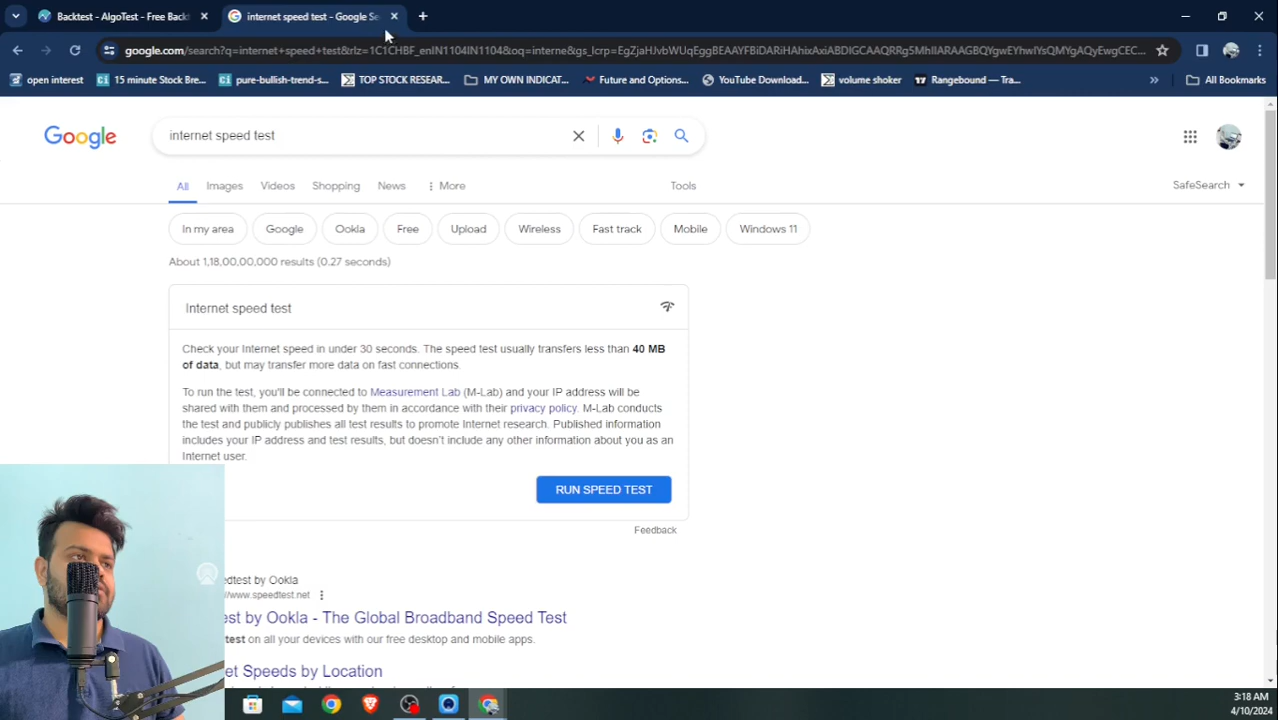 Backtest - AlgoTest - Free Back
internet speed test - Google Se
google.com/search?q=internet+speed+test&rlz=1C1CHBF_enIN1104IN1104&oq=interne&gs_lcrp=
open interest
15 minute Stock Bre...
pure-bullish-trend-s...
TOP STOCK RESEAR...
MY OWN INDICAT...
Future and Options...
YouTube Download...
volume shoker
Rangebound — Tra...
»
All Bookmarks
Google
internet speed test
All
Images
Videos
Shopping
News
More
Tools
SafeSearch
In my area
Google
Ookla
Free
Upload
Wireless
Fast track
Mobile
Windows 11
About 1,18,00,00,000 results (0.27 seconds)
Internet speed test
Check your Internet speed in under 30 seconds. The speed test usually transfers less than 40 MB
of data, but may transfer more data on fast connections.
To run the test, you'll be connected to Measurement Lab (M-Lab) and your IP address will be
shared with them and processed by them in accordance with their privacy policy. M-Lab conducts
the test and publicly publishes all test results to promote Internet research. Published information
includes your IP address and test results, but doesn't include any other information about you as an
Internet user.
RUN SPEED TEST
Feedback
edtest by Ookla
//www.speedtest.net
est by Ookla - The Global Broadband Speed Test
test on all your devices with our free desktop and mobile apps.
et Speeds by Location
3:18 AM
4/10/2024